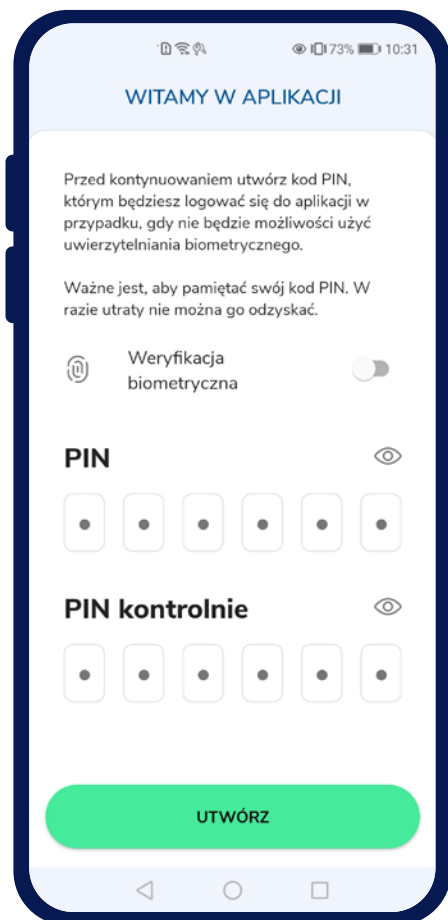 73% 10:31
WITAMY W APLIKACJI
Przed kontynuowaniem utwórz kod PIN,
którym będziesz logować się do aplikacji w
przypadku, gdy nie będzie możliwości użyć
uwierzytelniania biometrycznego.
Ważne jest, aby pamiętać swój kod PIN. W
razie utraty nie można go odzyskać.
Weryfikacja
biometryczna
PIN
PIN kontrolnie
UTWÓRZ